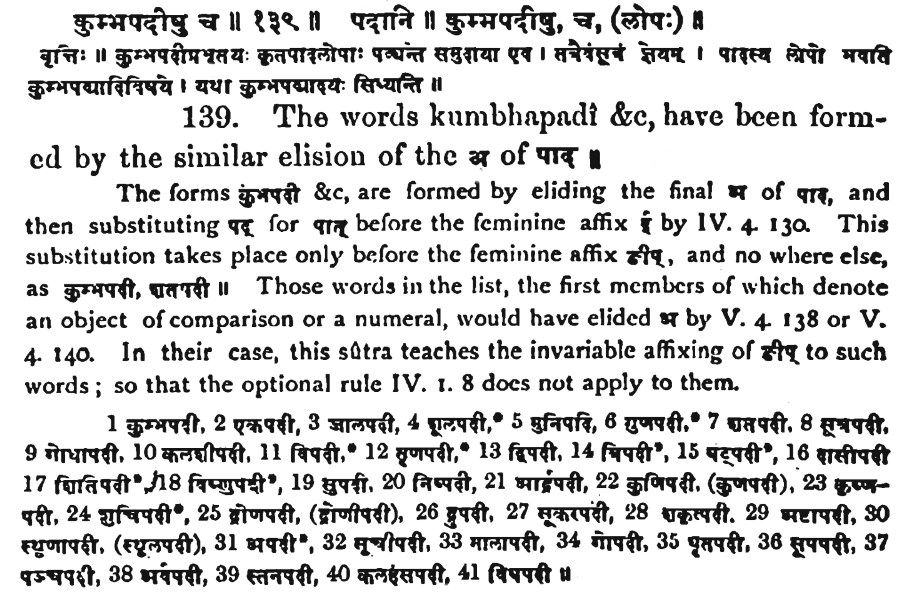 कुम्भपदीषु च ॥ १३९ ॥ पदानि ॥ कुम्भपदीषु, च, (लोपः) ॥
वृत्तिः ॥ कुम्भपदीप्रभृतयः कृतपादलोपाः पठ्यन्ते समुदाया एव । तत्रैवंसूत्रं ज्ञेयम् । पादस्य लोपो भवति
कुम्भपद्यादिविषये । यथा कुम्भपद्यादयः सिध्यन्ति ॥
139. The words kumbhapadî &c, have been form-
ed by the similar elision of the अ of पाद ॥
The forms कुंभपदी &c, are formed by eliding the final अ of पाद, and
then substituting पद् for पात् before the feminine affix ई by IV. 4. 130. This
substitution takes place only before the feminine affix ङीप्, and no where else,
as कुम्भपदी, शतपदी ॥ Those words in the list, the first members of which denote
an object of comparison or a numeral, would have elided अ by V. 4. 138 or V.
4. 140. In their case, this sûtra teaches the invariable affixing of ङीप् to such
words; so that the optional rule IV. 1. 8 does not apply to them.
1 कुम्भपदी, 2 एकपदी, 3 जालपदी, 4 शूलपदी,* 5 मुनिपदि, 6 गुणपदी,* 7 शतपदी. 8 सूत्रपदी,
9 गोधापदी, 10 कलशीपदी, 11 विपदी,* 12 तृणपदी,* 13 द्विपदी, 14 त्रिपदी*, 15 षट्पदी*, 16 दासीपदी
17 शितिपदी*, 18 विष्णुपदी*, 19 सुपदी, 20 निष्पदी, 21 आर्द्रपदी, 22 कुणिपदी. (कुणपदी), 23 कृष्ण-
पदी, 24 शुचिपदी*, 25 द्रोणपदी, (द्रोणीपदी), 26 द्रुपदी, 27 सूकरपदी, 28 शकृत्पदी. 29 अष्टापदी, 30
स्थुणापदी. (स्थूलपदी), 31 अपदी*, 32 सूचीपदी, 33 मालापदी, 34 गोपदी, 35 घृतपदी, 36 सूपपदी, 37
पञ्चपदी, 38 अर्वपदी, 39 स्तनपदी, 40 कलहंसपदी, 41 विषपदी ॥